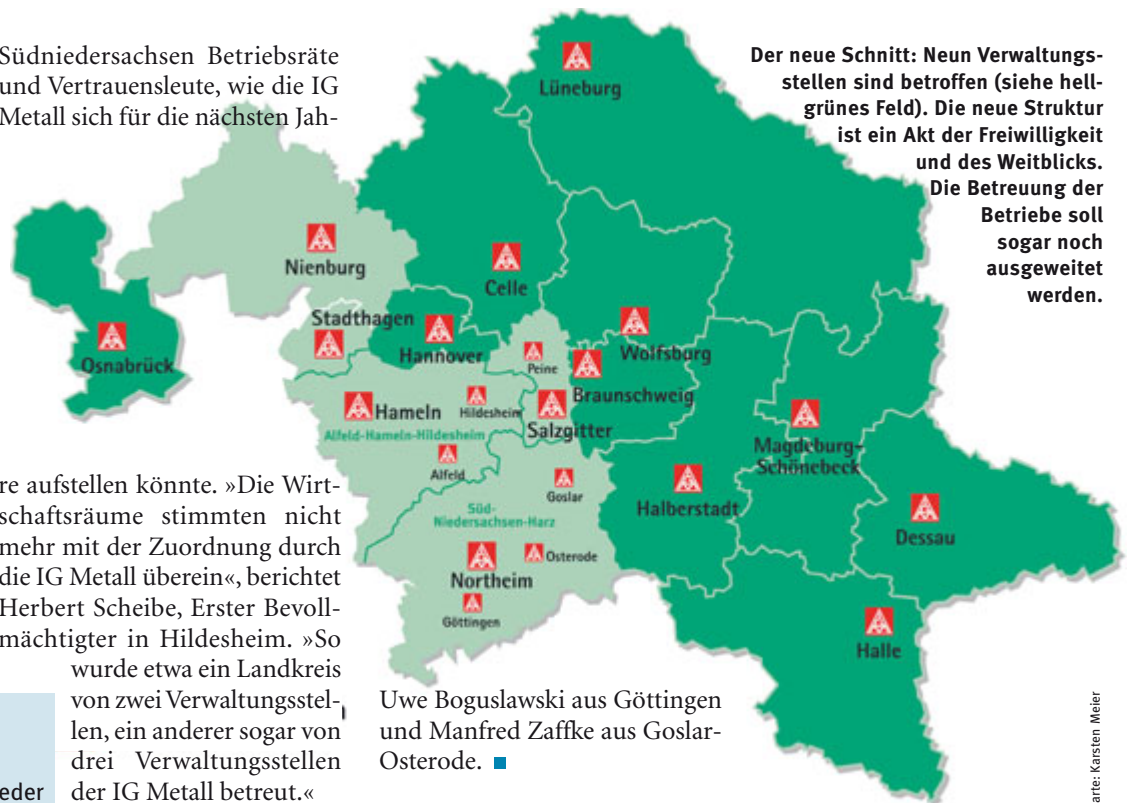 Südniedersachsen Betriebsräte
und Vertrauensleute, wie die IG
Metall sich für die nächsten Jah-
re aufstellen könnte. »Die Wirt-
schaftsräume stimmten nicht
mehr mit der Zuordnung durch
die IG Metall überein«, berichtet
Herbert Scheibe, Erster Bevoll-
mächtigter in Hildesheim. »So
wurde etwa ein Landkreis
von zwei Verwaltungsstel-
len, ein anderer sogar von
drei Verwaltungsstellen
der IG Metall betreut.«
eder
Uwe Boguslawski aus Göttingen
und Manfred Zaffke aus Goslar-
Osterode.
Der neue Schnitt: Neun Verwaltungs-
stellen sind betroffen (siehe hell-
grünes Feld). Die neue Struktur
ist ein Akt der Freiwilligkeit
und des Weitblicks.
Die Betreuung der
Betriebe soll
sogar noch
ausgeweitet
werden.
Lüneburg
Nienburg
Celle
Stadthagen
Hannover
Osnabrück
Peine
Wolfsburg
Braunschweig
Hameln
Hildesheim
Salzgitter
Alfeld-Hameln-Hildesheim
Alfeld
Magdeburg-
Schönebeck
Goslar
Halberstadt
Süd-
Niedersachsen-Harz
Dessau
Osterode
Northeim
Göttingen
Halle
arte: Karsten Meier